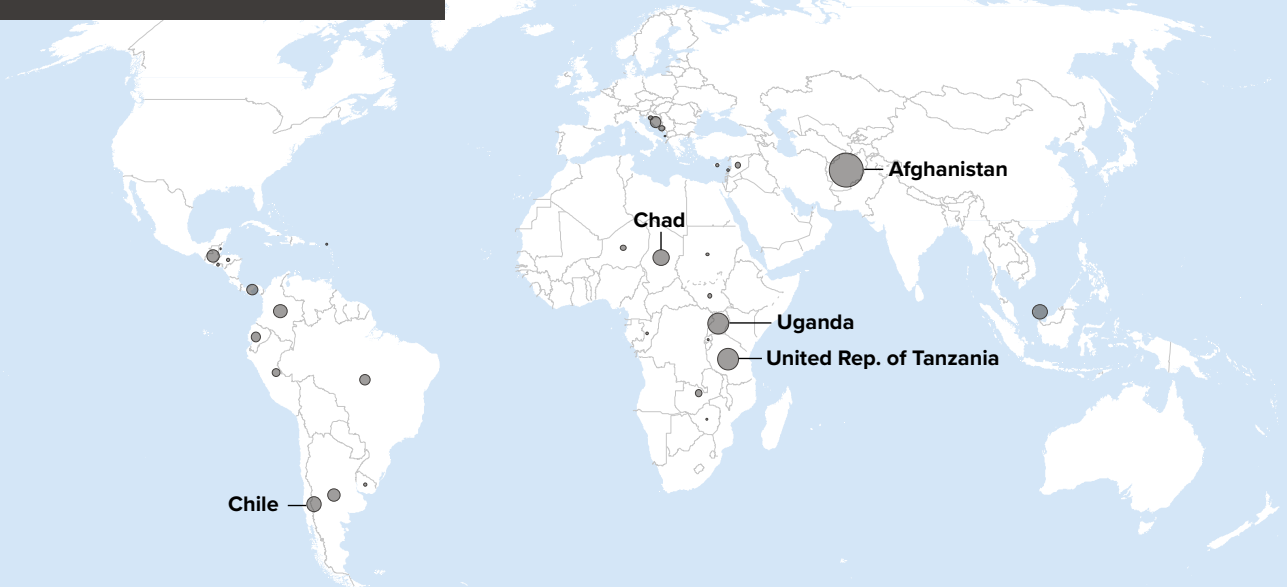 Afghanistan
Chad
Uganda
United Rep. of Tanzania
Chile